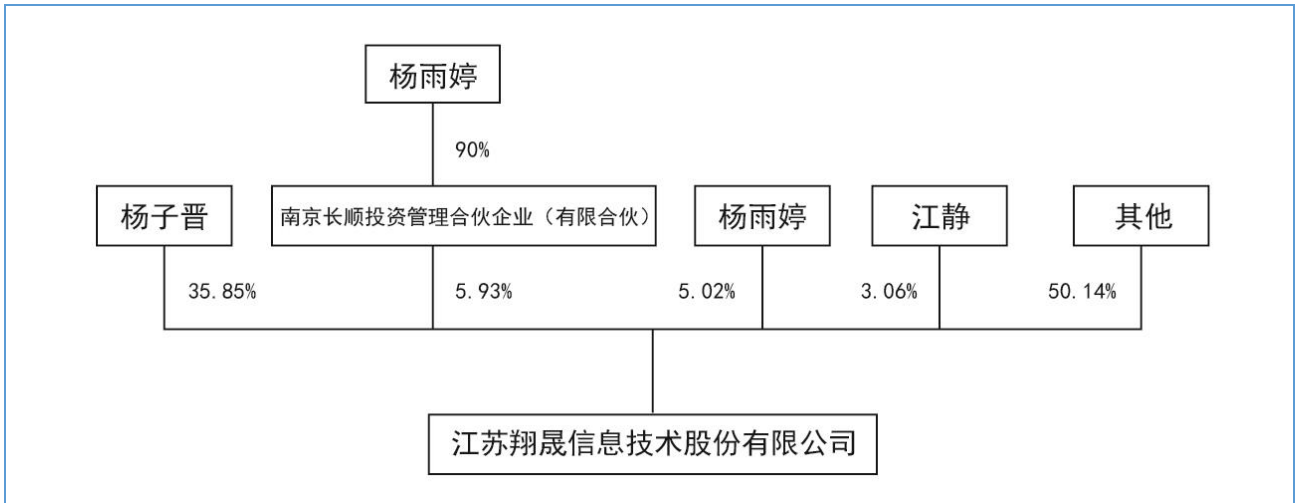 杨雨婷
90%
杨子晋
南京长顺投资管理合伙企业（有限合伙）
杨雨婷
江静
其他
35.85%
5.93%
5.02%
3.06%
50.14%
江苏翔晟信息技术股份有限公司